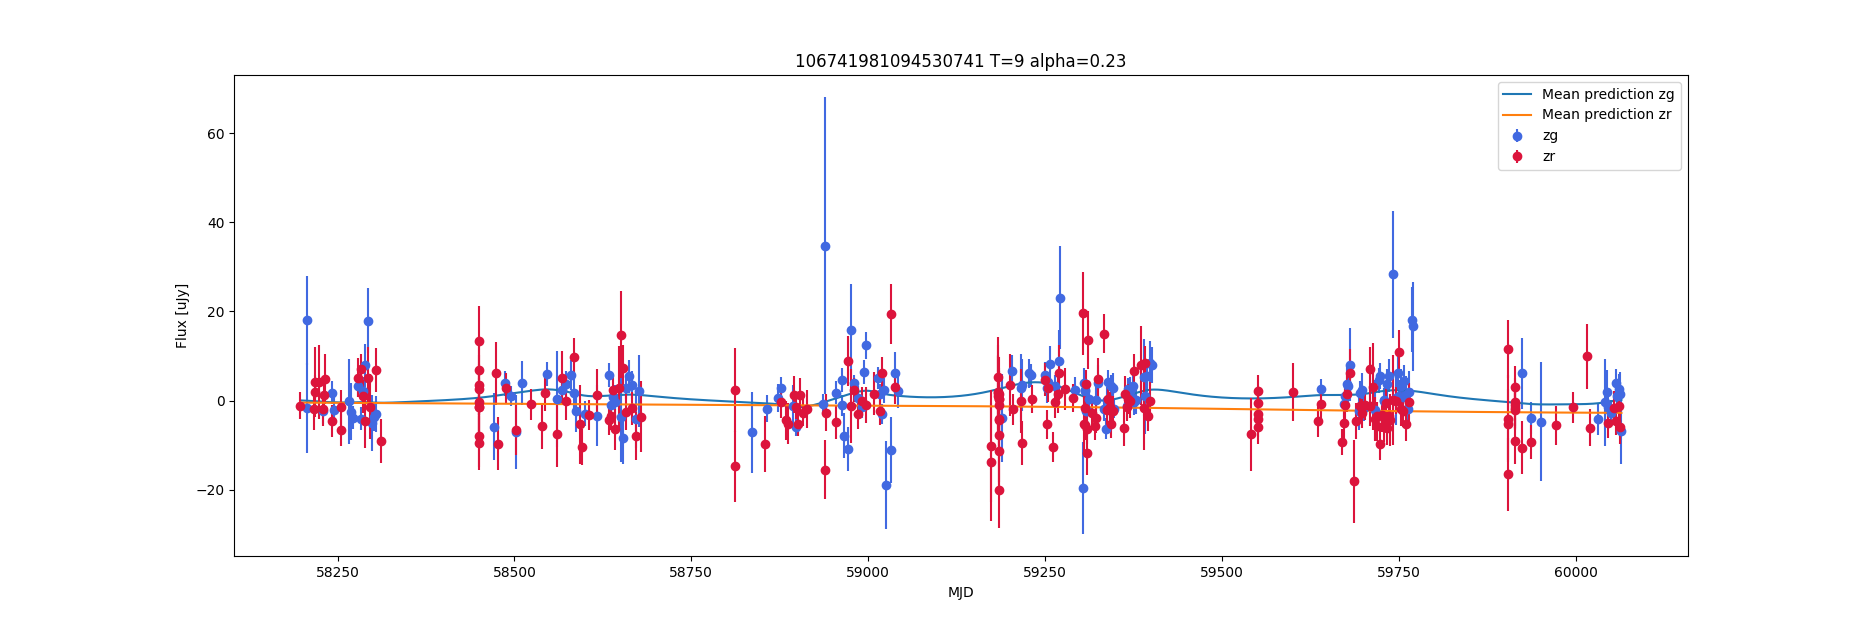 106741981094530741 T=9 alpha=0.23
Mean prediction zg
Mean prediction zr
zg
zr
Flux [uJy]
60
40
20
0
−20
58250 58500 58750 59000 59250 59500 59750 60000
MJD